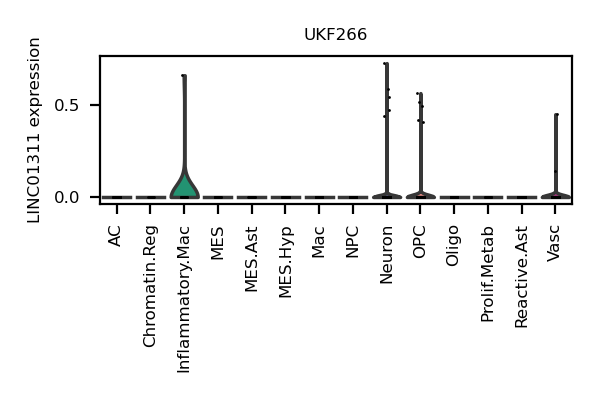 UKF266
LINC01311 expression
0.5
0.0
AC
Chromatin.Reg
Inflammatory.Mac
MES
MES.Ast
MES.Hyp
Mac
NPC
Neuron
OPC
Oligo
Prolif.Metab
Reactive.Ast
Vasc